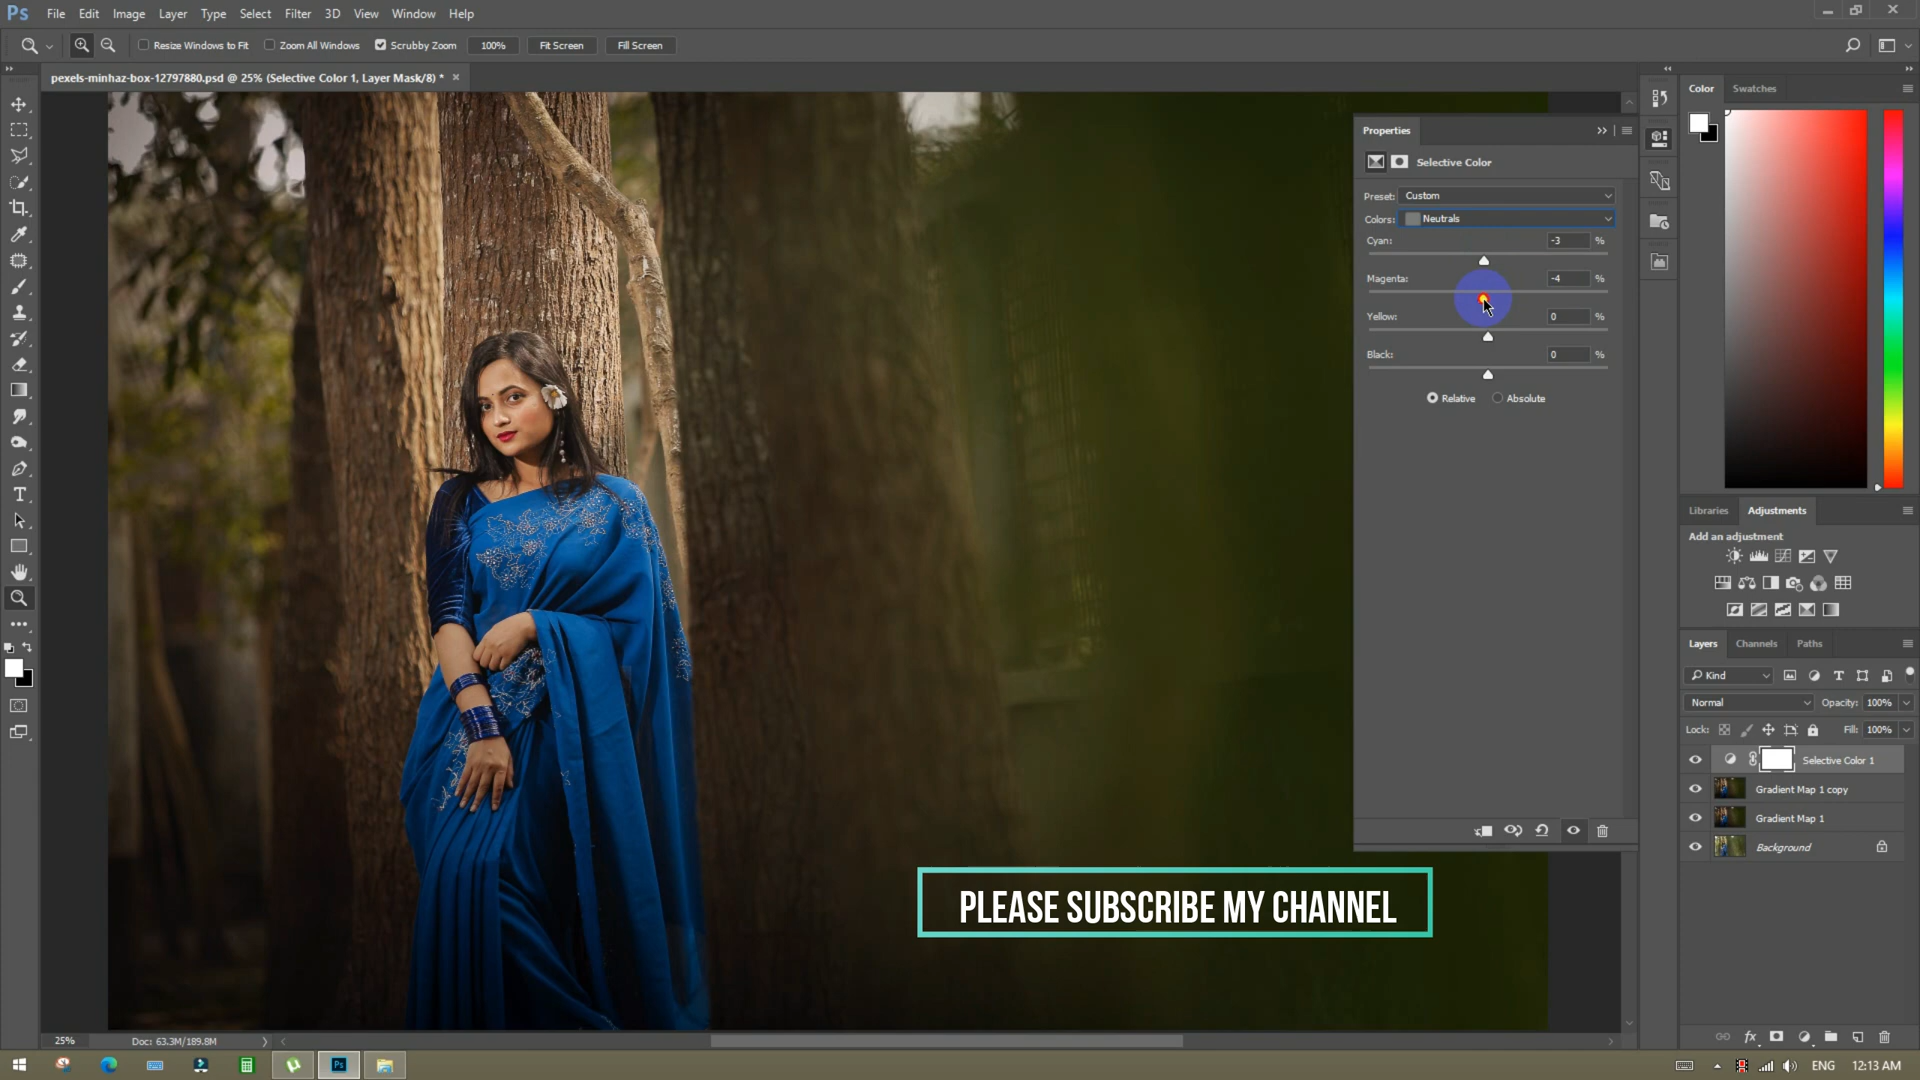 Ps File Edit Image Layer Type Select Filter 3D View Window Help
Resize Windows to Fit Zoom All Windows Scrubby Zoom 100% Fit Screen Fill Screen
pexels-minhaz-box-12797880.psd @ 25% (Selective Color 1, Layer Mask/8) *
Properties
Selective Color
Preset: Custom
Colors: Neutrals
Cyan: -3 %
Magenta: -4 %
Yellow: 0 %
Black: 0 %
Relative Absolute
Color Swatches
Libraries Adjustments
Add an adjustment
Layers Channels Paths
Kind
Normal Opacity: 100%
Lock: Fill: 100%
Selective Color 1
Gradient Map 1 copy
Gradient Map 1
Background
PLEASE SUBSCRIBE MY CHANNEL
25% Doc: 63.3M/189.8M
Ps ENG 12:13 AM